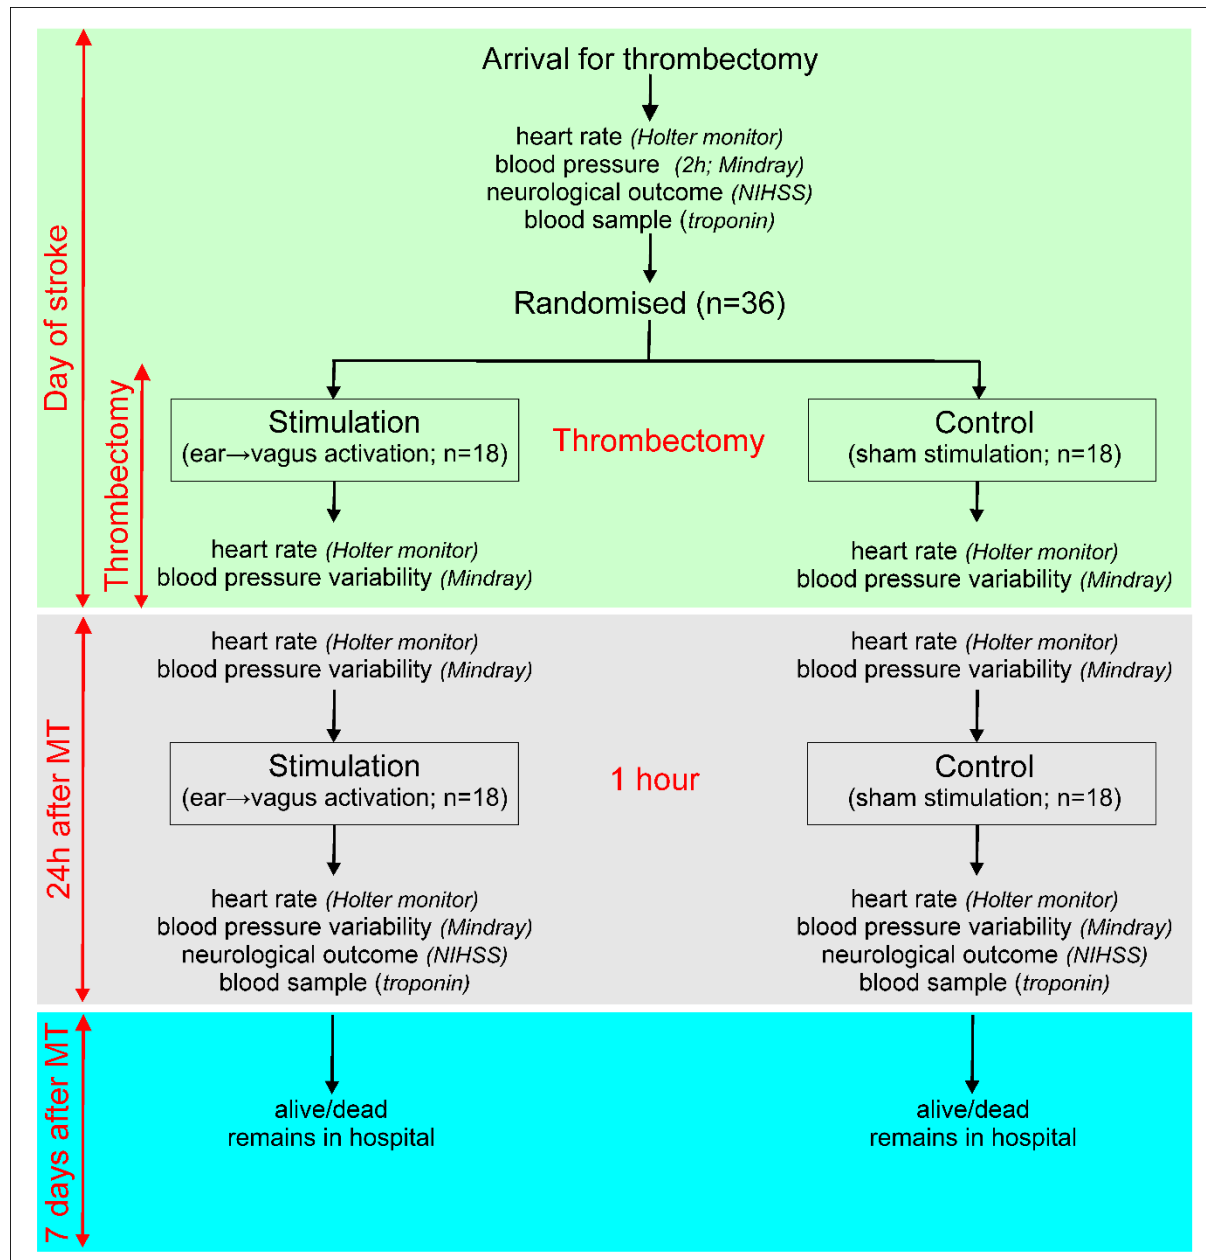 Arrival for thrombectomy
heart rate (Holter monitor)
blood pressure (2h; Mindray)
neurological outcome (NIHSS)
blood sample (troponin)
Randomised (n=36)
Day of stroke
Thrombectomy
Stimulation
(ear→vagus activation; n=18)
Thrombectomy
Control
(sham stimulation; n=18)
heart rate (Holter monitor)
blood pressure variability (Mindray)
heart rate (Holter monitor)
blood pressure variability (Mindray)
24h after MT
heart rate (Holter monitor)
blood pressure variability (Mindray)
heart rate (Holter monitor)
blood pressure variability (Mindray)
Stimulation
(ear→vagus activation; n=18)
1 hour
Control
(sham stimulation; n=18)
heart rate (Holter monitor)
blood pressure variability (Mindray)
neurological outcome (NIHSS)
blood sample (troponin)
heart rate (Holter monitor)
blood pressure variability (Mindray)
neurological outcome (NIHSS)
blood sample (troponin)
7 days after MT
alive/dead
remains in hospital
alive/dead
remains in hospital